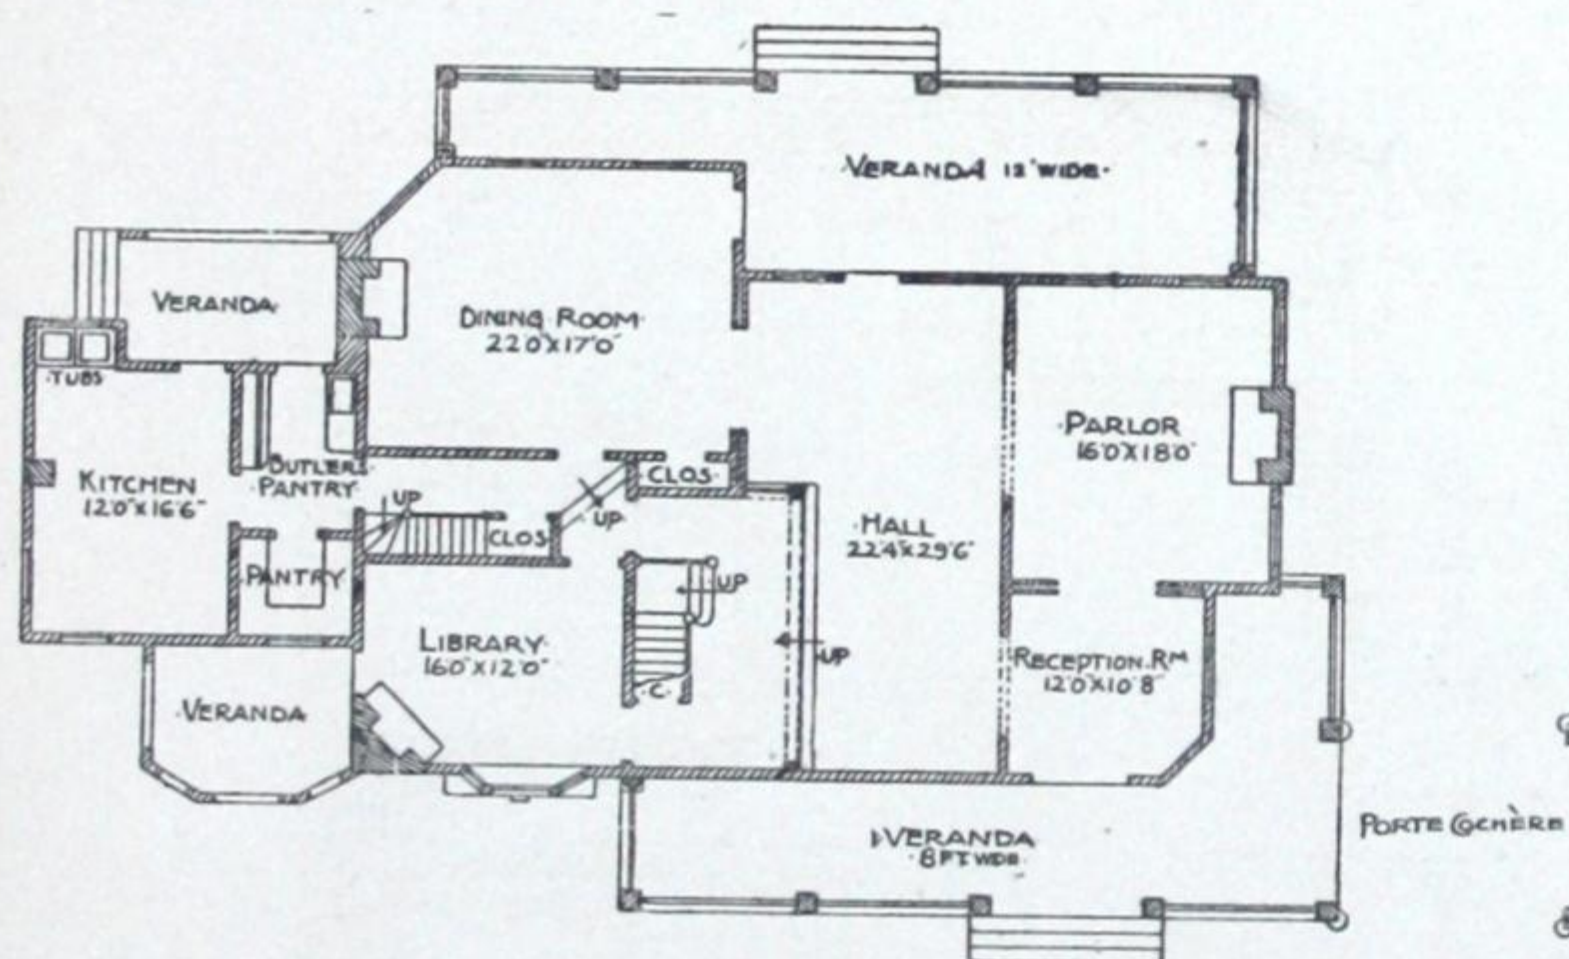 VERANDA 12' WIDE.
VERANDA
DINING ROOM
22'0"X17'0"
TUBS
PARLOR
16'0"X18'0"
KITCHEN
12'0"X16'6"
BUTLERS
PANTRY
CLOS.
UP
UP
CLOS
HALL
22'4"X29'6"
PANTRY
UP
LIBRARY
16'0"X12'0"
UP
RECEPTION. RM
12'0"X10'8"
C.
VERANDA
VERANDA
8 FT WDE.
PORTE COCHÈRE